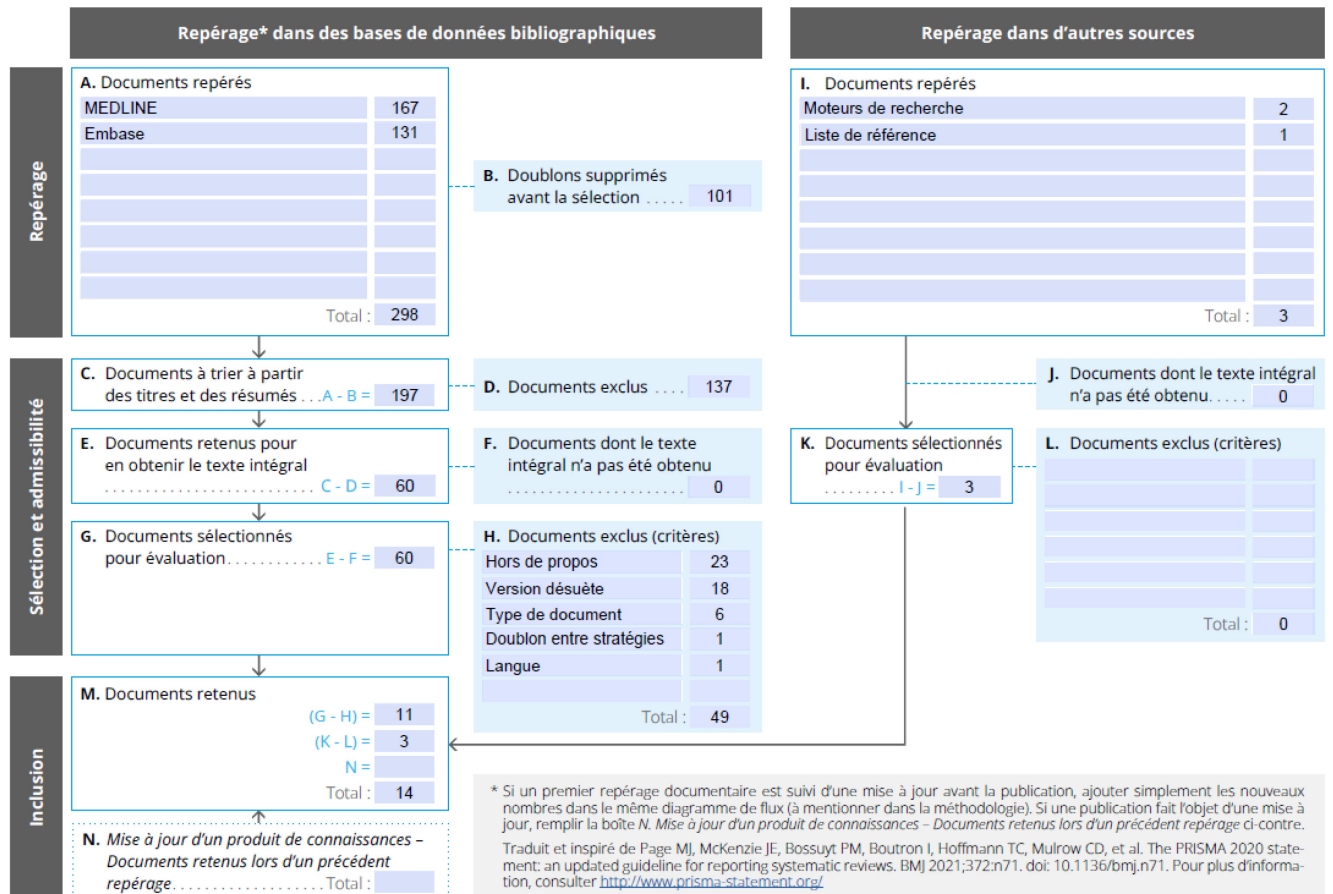 Repérage* dans des bases de données bibliographiques
Repérage dans d'autres sources
Repérage
A. Documents repérés
MEDLINE 167
Embase 131
Total : 298
B. Doublons supprimés
avant la sélection ..... 101
I. Documents repérés
Moteurs de recherche 2
Liste de référence 1
Total : 3
Sélection et admissibilité
C. Documents à trier à partir
des titres et des résumés ...A - B = 197
D. Documents exclus .... 137
J. Documents dont le texte intégral
n'a pas été obtenu..... 0
E. Documents retenus pour
en obtenir le texte intégral
.......................... C - D = 60
F. Documents dont le texte
intégral n'a pas été obtenu
...................... 0
K. Documents sélectionnés
pour évaluation
......... I - J = 3
L. Documents exclus (critères)
Total : 0
G. Documents sélectionnés
pour évaluation............ E - F = 60
H. Documents exclus (critères)
Hors de propos 23
Version désuète 18
Type de document 6
Doublon entre stratégies 1
Langue 1
Total : 49
Inclusion
M. Documents retenus
(G - H) = 11
(K - L) = 3
N =
Total : 14
N. Mise à jour d'un produit de connaissances –
Documents retenus lors d'un précédent
repérage...................Total :
* Si un premier repérage documentaire est suivi d'une mise à jour avant la publication, ajouter simplement les nouveaux
nombres dans le même diagramme de flux (à mentionner dans la méthodologie). Si une publication fait l'objet d'une mise à
jour, remplir la boîte N. Mise à jour d'un produit de connaissances – Documents retenus lors d'un précédent repérage ci-contre.
Traduit et inspiré de Page MJ, McKenzie JE, Bossuyt PM, Boutron I, Hoffmann TC, Mulrow CD, et al. The PRISMA 2020 state-
ment: an updated guideline for reporting systematic reviews. BMJ 2021;372:n71. doi: 10.1136/bmj.n71. Pour plus d'informa-
tion, consulter http://www.prisma-statement.org/